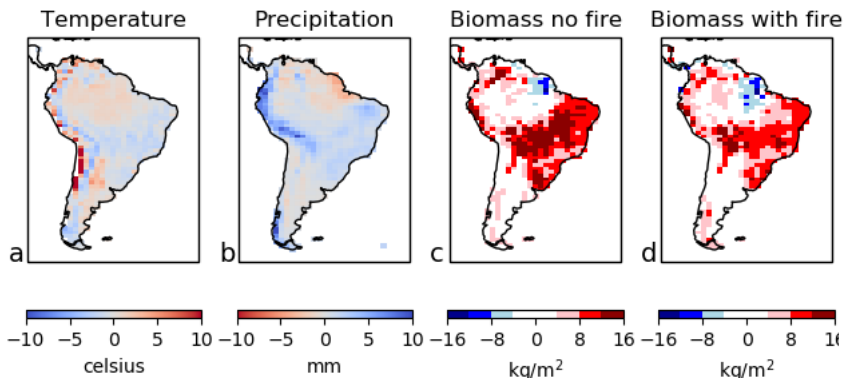 Temperature
Precipitation
Biomass no fire
Biomass with fire
a
b
c
d
−10 −5 0 5 10
celsius
−10 −5 0 5 10
mm
−16 −8 0 8 16
kg/m²
−16 −8 0 8 16
kg/m²